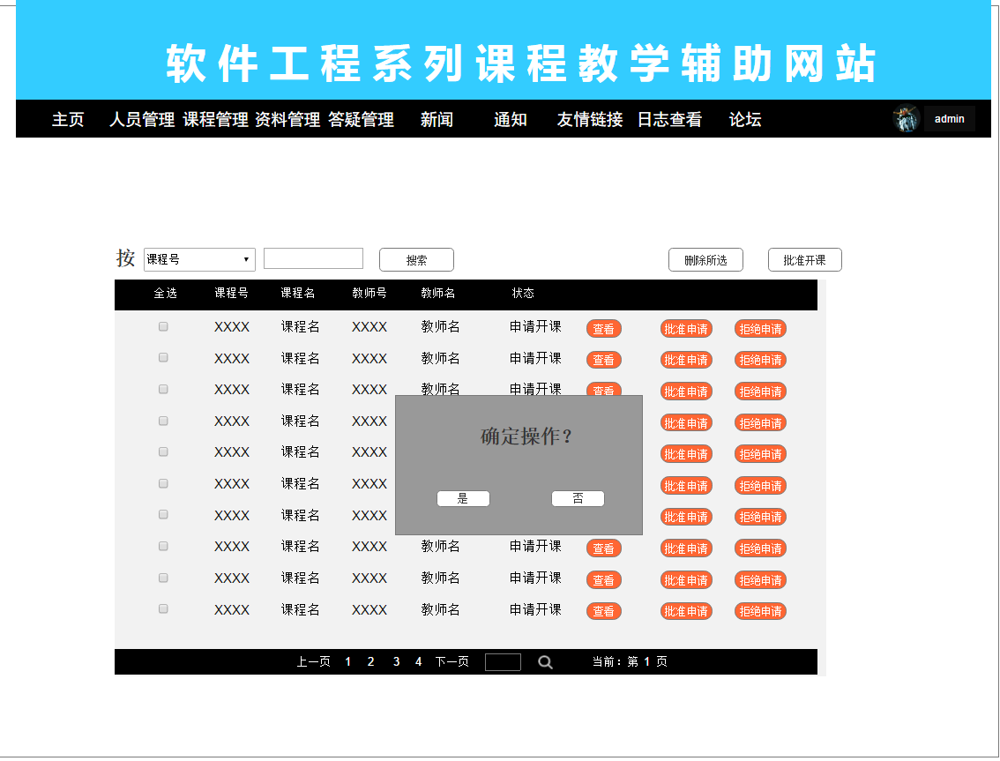 软件工程系列课程教学辅助网站
主页 人员管理 课程管理 资料管理 答疑管理 新闻 通知 友情链接 日志查看 论坛 admin
按 课程号 搜索 删除所选 批准开课
全选 课程号 课程名 教师号 教师名 状态
XXXX 课程名 XXXX 教师名 申请开课 查看 批准申请 拒绝申请
XXXX 课程名 XXXX 教师名 申请开课 查看 批准申请 拒绝申请
XXXX 课程名 XXXX 教师名 申请开课 查看 批准申请 拒绝申请
XXXX 课程名 XXXX 批准申请 拒绝申请
确定操作？
XXXX 课程名 XXXX 批准申请 拒绝申请
XXXX 课程名 XXXX 批准申请 拒绝申请
是 否
XXXX 课程名 XXXX 批准申请 拒绝申请
XXXX 课程名 XXXX 教师名 申请开课 查看 批准申请 拒绝申请
XXXX 课程名 XXXX 教师名 申请开课 查看 批准申请 拒绝申请
XXXX 课程名 XXXX 教师名 申请开课 查看 批准申请 拒绝申请
上一页 1 2 3 4 下一页 当前：第 1 页